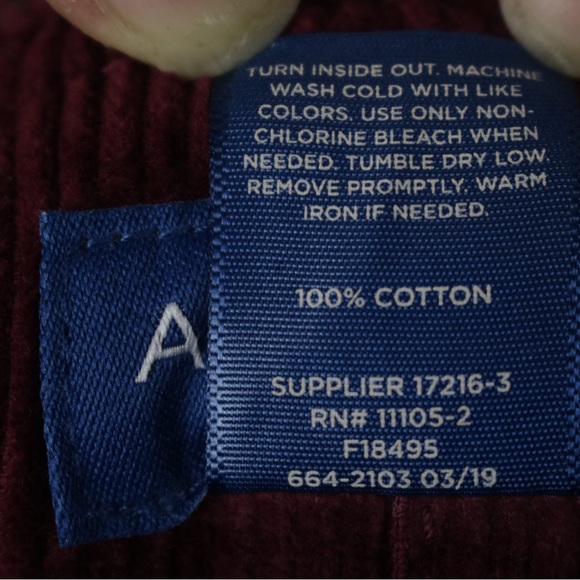 TURN INSIDE OUT. MACHINE
WASH COLD WITH LIKE
COLORS. USE ONLY NON-
CHLORINE BLEACH WHEN
NEEDED. TUMBLE DRY LOW.
REMOVE PROMPTLY. WARM
IRON IF NEEDED.
100% COTTON
A
SUPPLIER 17216-3
RN# 11105-2
F18495
664-2103 03/19